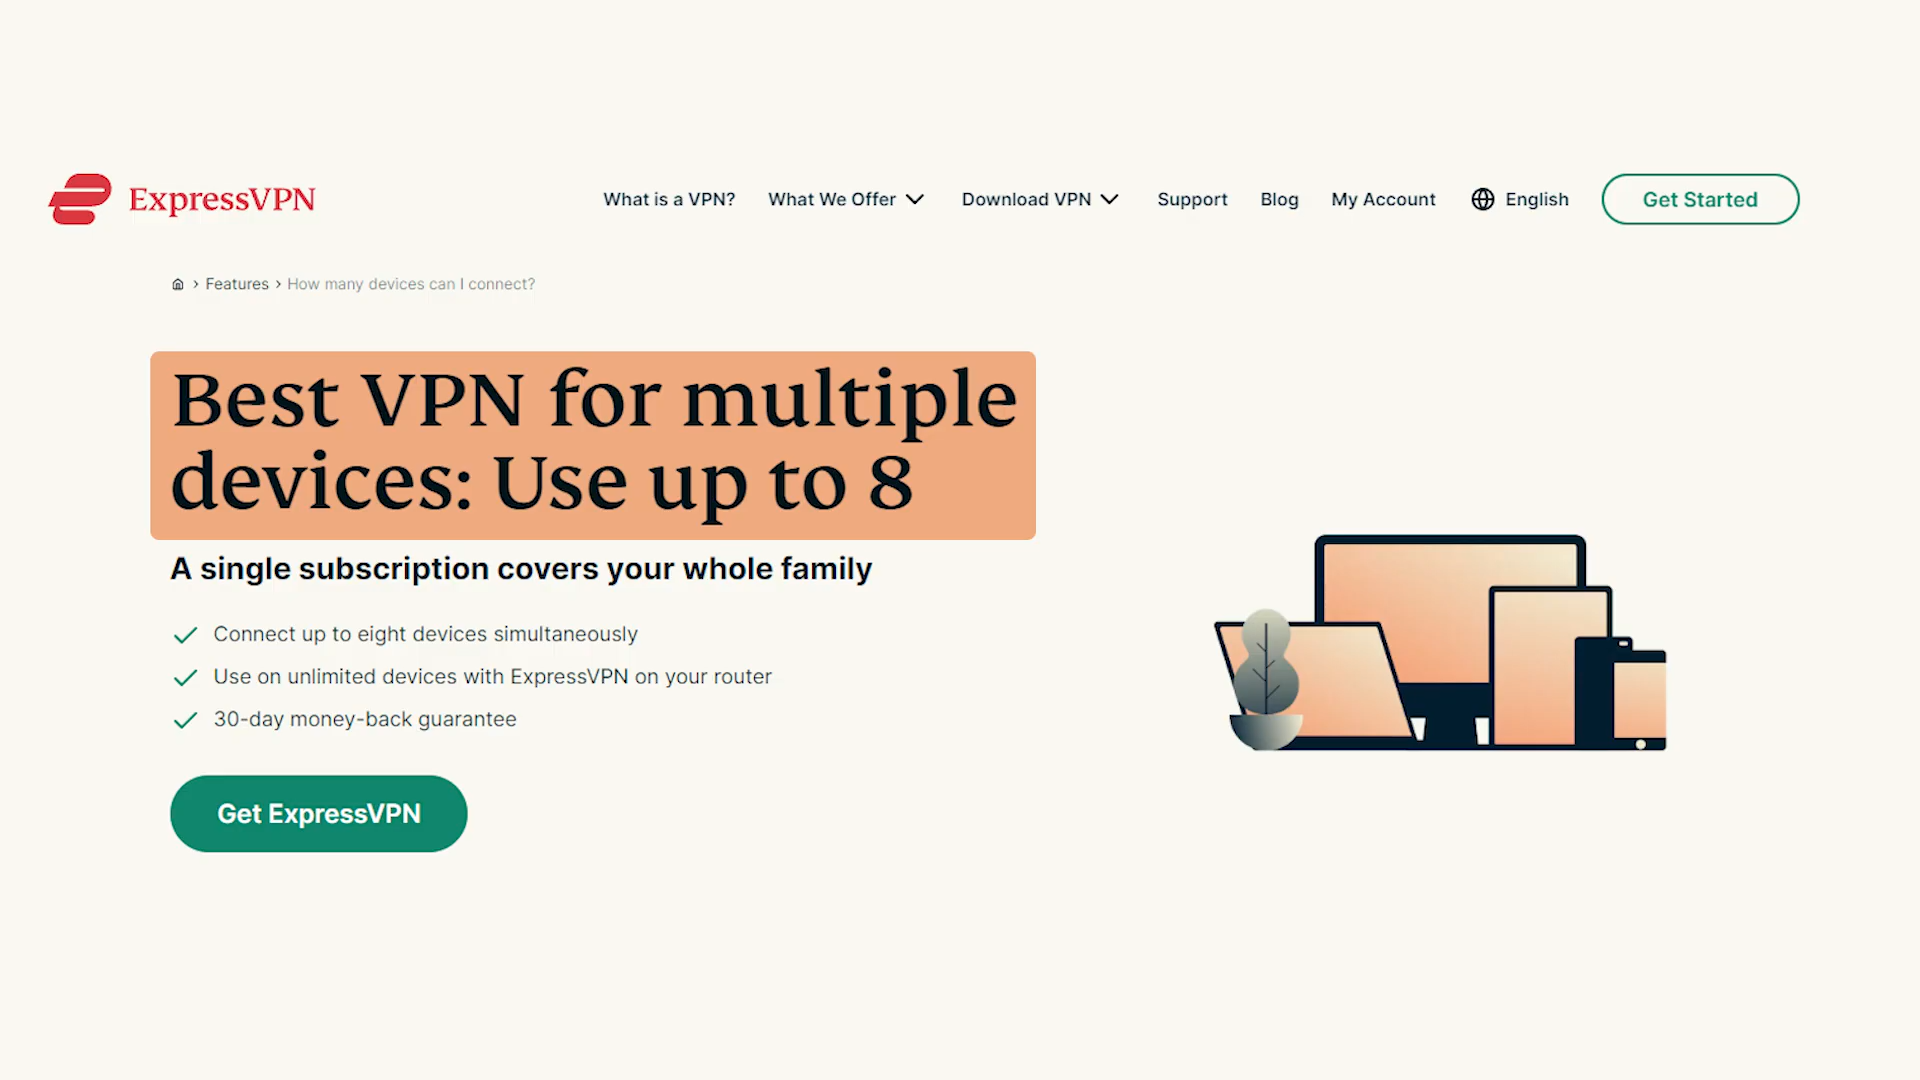 ExpressVPN
What is a VPN? What We Offer Download VPN Support Blog My Account English Get Started
Features › How many devices can I connect?
Best VPN for multiple
devices: Use up to 8
A single subscription covers your whole family
Connect up to eight devices simultaneously
Use on unlimited devices with ExpressVPN on your router
30-day money-back guarantee
Get ExpressVPN